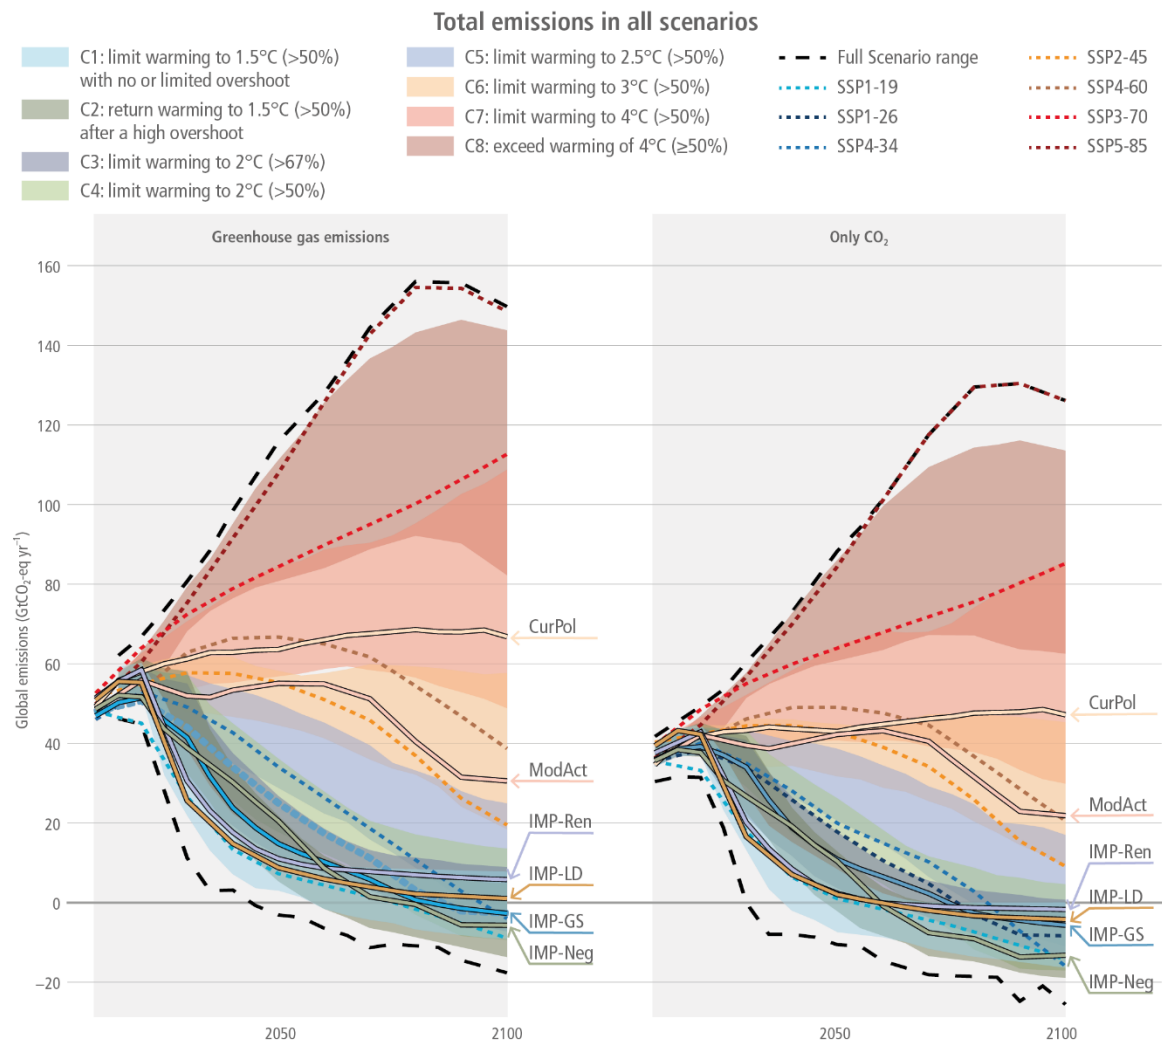 Total emissions in all scenarios
C1: limit warming to 1.5°C (>50%)
with no or limited overshoot
C2: return warming to 1.5°C (>50%)
after a high overshoot
C3: limit warming to 2°C (>67%)
C4: limit warming to 2°C (>50%)
C5: limit warming to 2.5°C (>50%)
C6: limit warming to 3°C (>50%)
C7: limit warming to 4°C (>50%)
C8: exceed warming of 4°C (≥50%)
Full Scenario range
SSP1-19
SSP1-26
SSP4-34
SSP2-45
SSP4-60
SSP3-70
SSP5-85
Greenhouse gas emissions
Only CO₂
Global emissions (GtCO₂-eq yr⁻¹)
160
140
120
100
80
60
40
20
0
−20
CurPol
ModAct
IMP-Ren
IMP-LD
IMP-GS
IMP-Neg
2050
2100
CurPol
ModAct
IMP-Ren
IMP-LD
IMP-GS
IMP-Neg
2050
2100